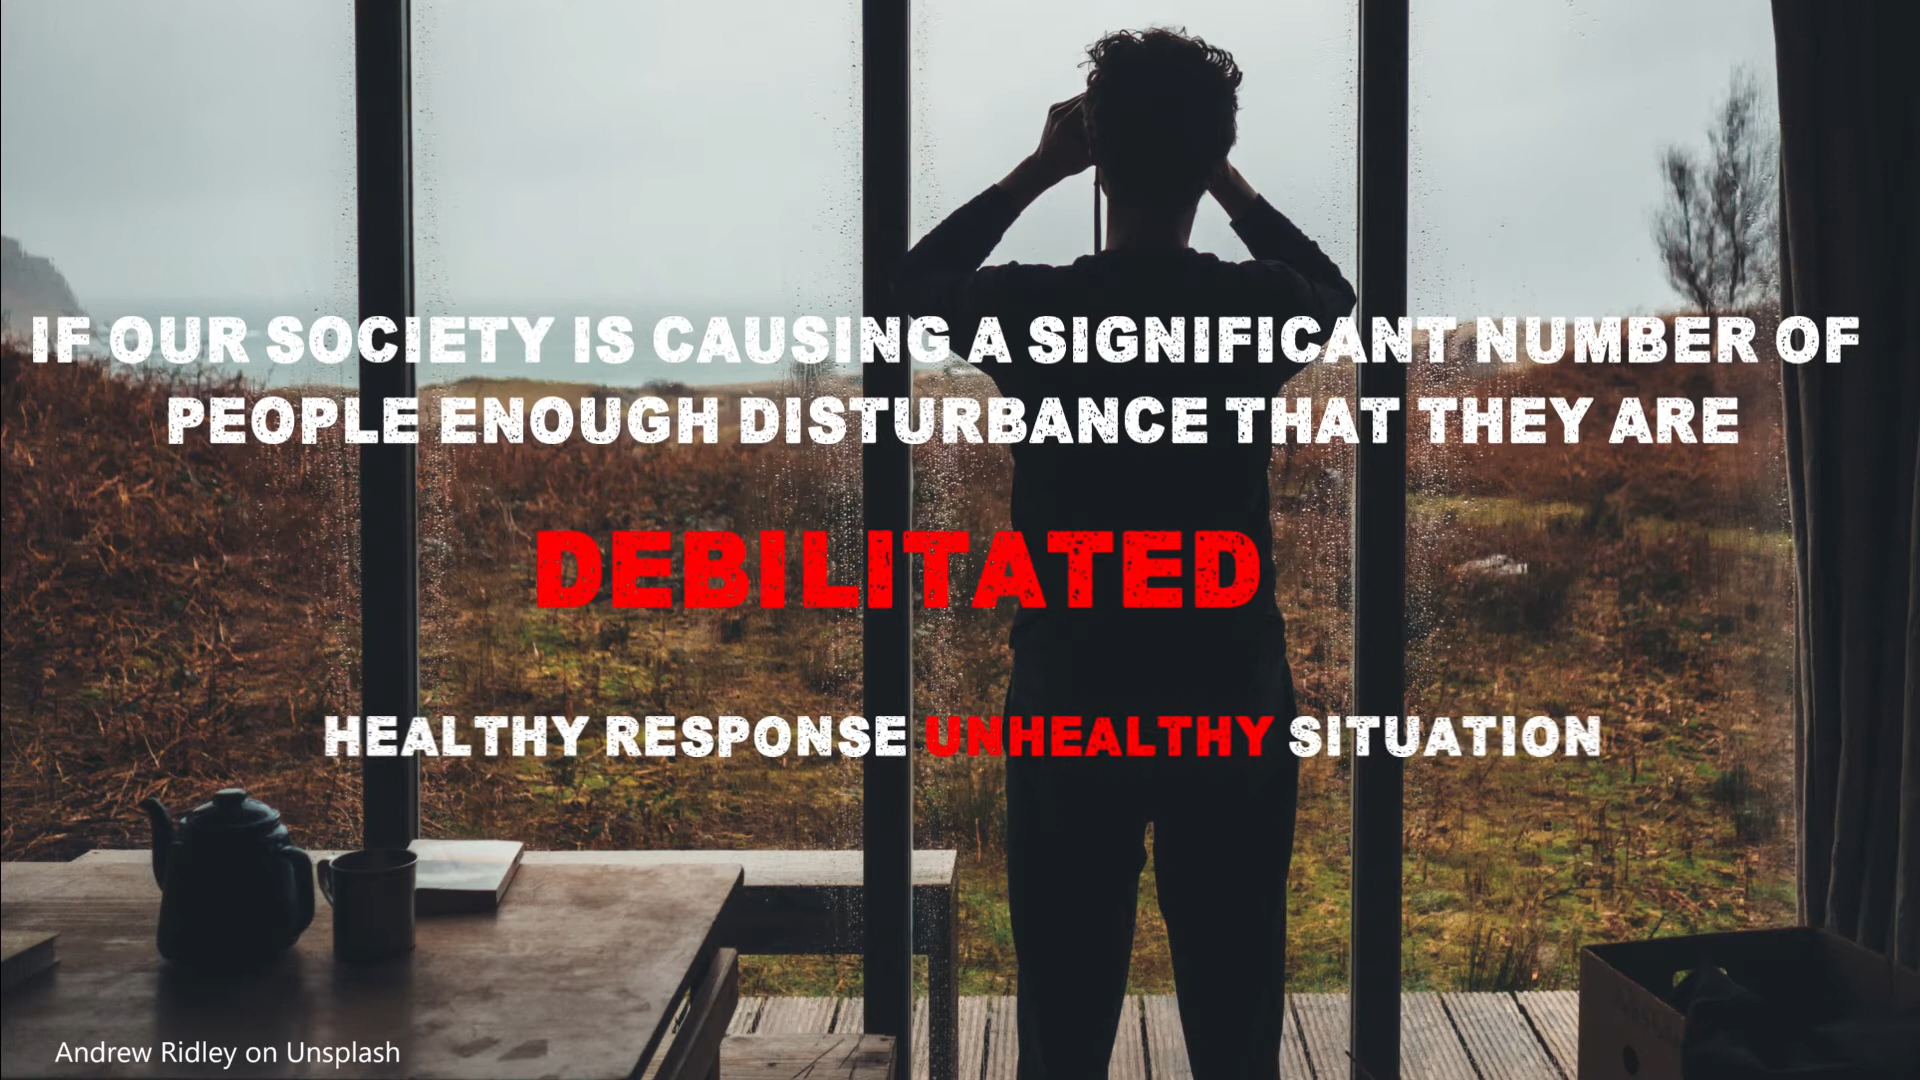 IF OUR SOCIETY IS CAUSING A SIGNIFICANT NUMBER OF
PEOPLE ENOUGH DISTURBANCE THAT THEY ARE
DEBILITATED
HEALTHY RESPONSE UNHEALTHY SITUATION
Andrew Ridley on Unsplash